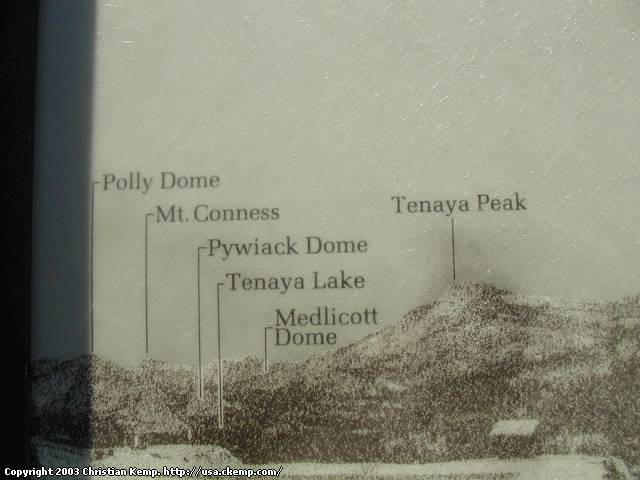 Polly Dome
Mt. Conness
Tenaya Peak
Pywiack Dome
Tenaya Lake
Medlicott
Dome
Copyright 2003 Christian Kemp. http://usa.ckemp.com/